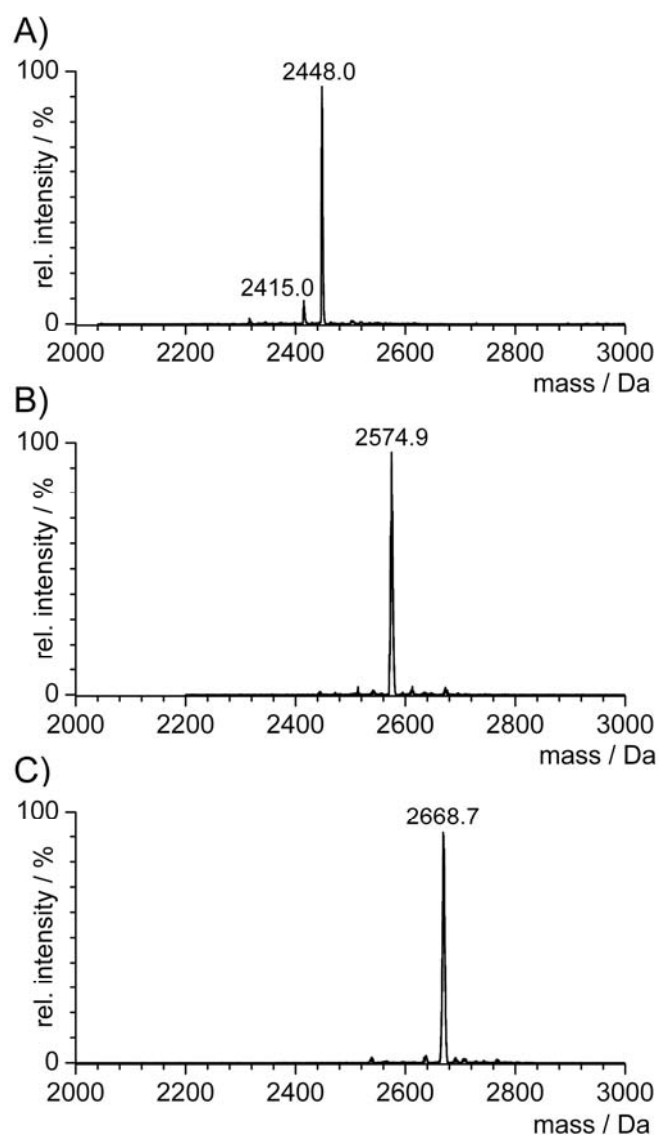 A)
100
2448.0
rel. intensity / %
2415.0
0
2000 2200 2400 2600 2800 3000
mass / Da
B)
100
2574.9
rel. intensity / %
0
2000 2200 2400 2600 2800 3000
mass / Da
C)
100
2668.7
rel. intensity / %
0
2000 2200 2400 2600 2800 3000
mass / Da